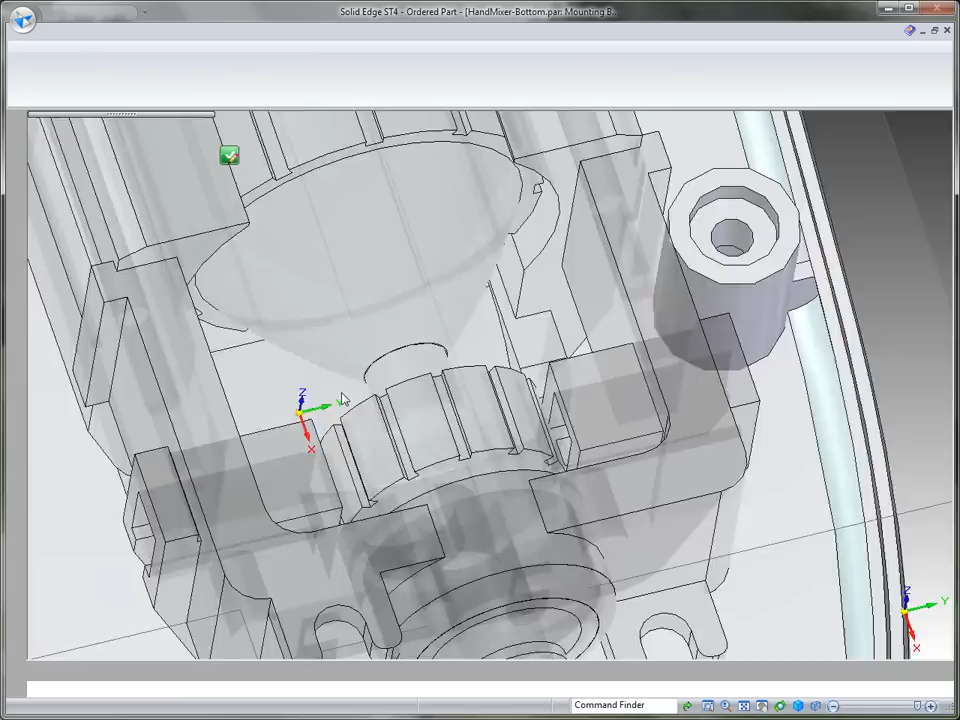 Solid Edge ST4 - Ordered Part - [HandMixer-Bottom.par: Mounting B...
Z
X
Z
Y
X
Command Finder